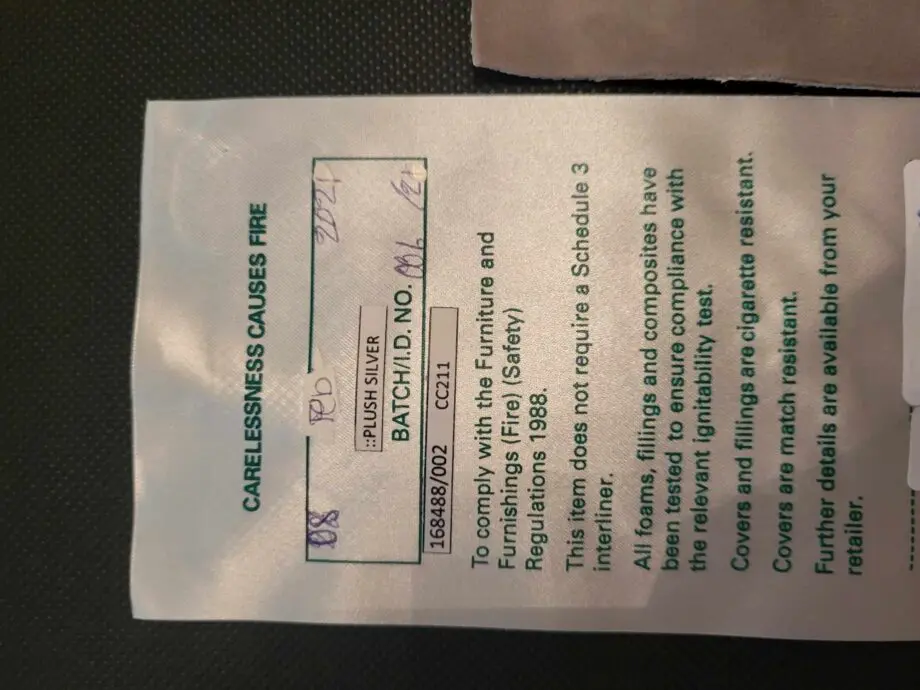 CARELESSNESS CAUSES FIRE
08 Feb 2021
::PLUSH SILVER
BATCH/I.D. NO.
168488/002 CC211
To comply with the Furniture and
Furnishings (Fire) (Safety)
Regulations 1988.
This item does not require a Schedule 3
interliner.
All foams, fillings and composites have
been tested to ensure compliance with
the relevant ignitability test.
Covers and fillings are cigarette resistant.
Covers are match resistant.
Further details are available from your
retailer.